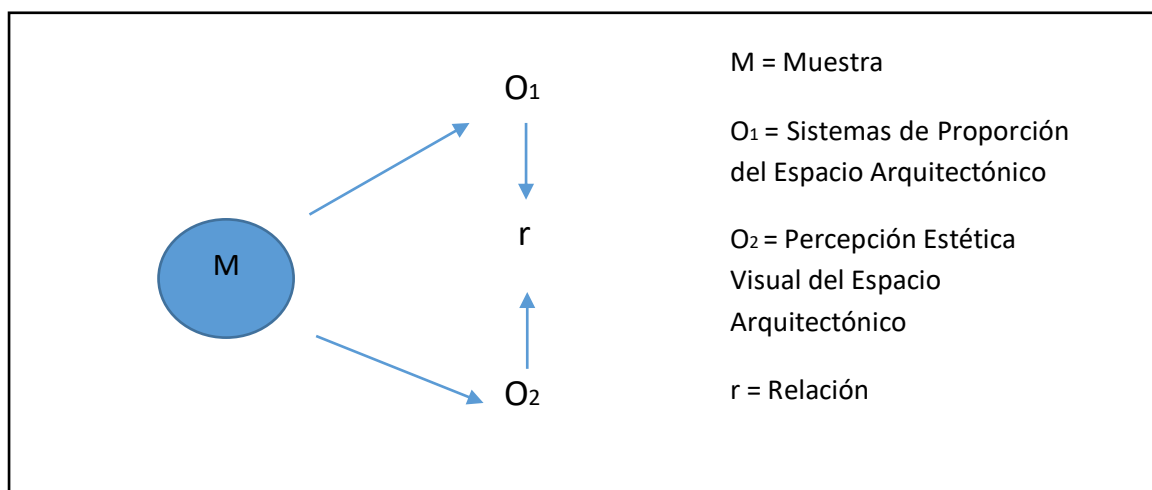 O₁
r
M
O₂
M = Muestra
O₁ = Sistemas de Proporción
del Espacio Arquitectónico
O₂ = Percepción Estética
Visual del Espacio
Arquitectónico
r = Relación